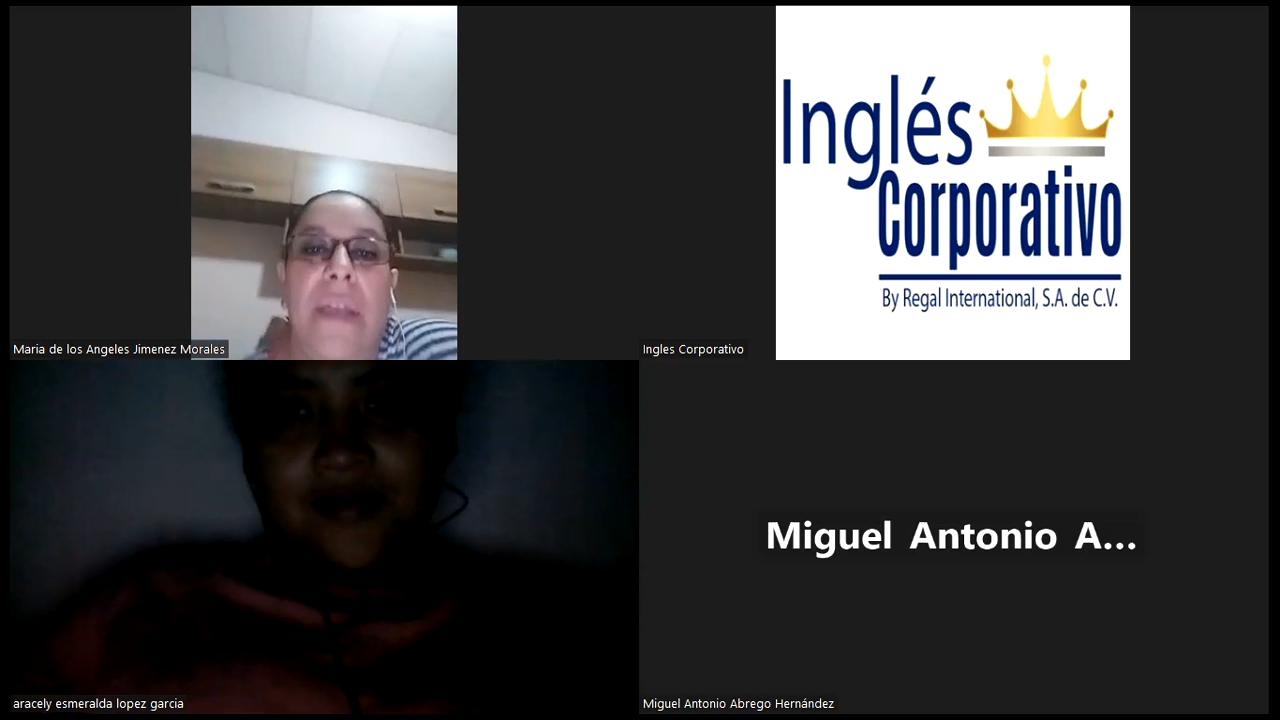 Inglés
Corporativo
By Regal International, S.A. de C.V.
Maria de los Angeles Jimenez Morales
Ingles Corporativo
Miguel Antonio A...
aracely esmeralda lopez garcia
Miguel Antonio Abrego Hernández